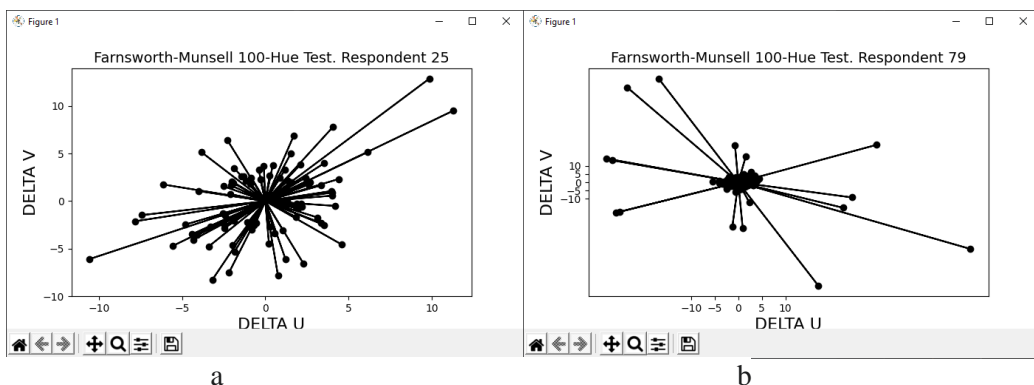 Figure 1
Farnsworth-Munsell 100-Hue Test. Respondent 25
DELTA V
10
5
0
−5
−10
−10
−5
0
5
10
DELTA U
a
Figure 1
Farnsworth-Munsell 100-Hue Test. Respondent 79
DELTA V
10
5
0
−5
−10
−10
−5
0
5
10
DELTA U
b